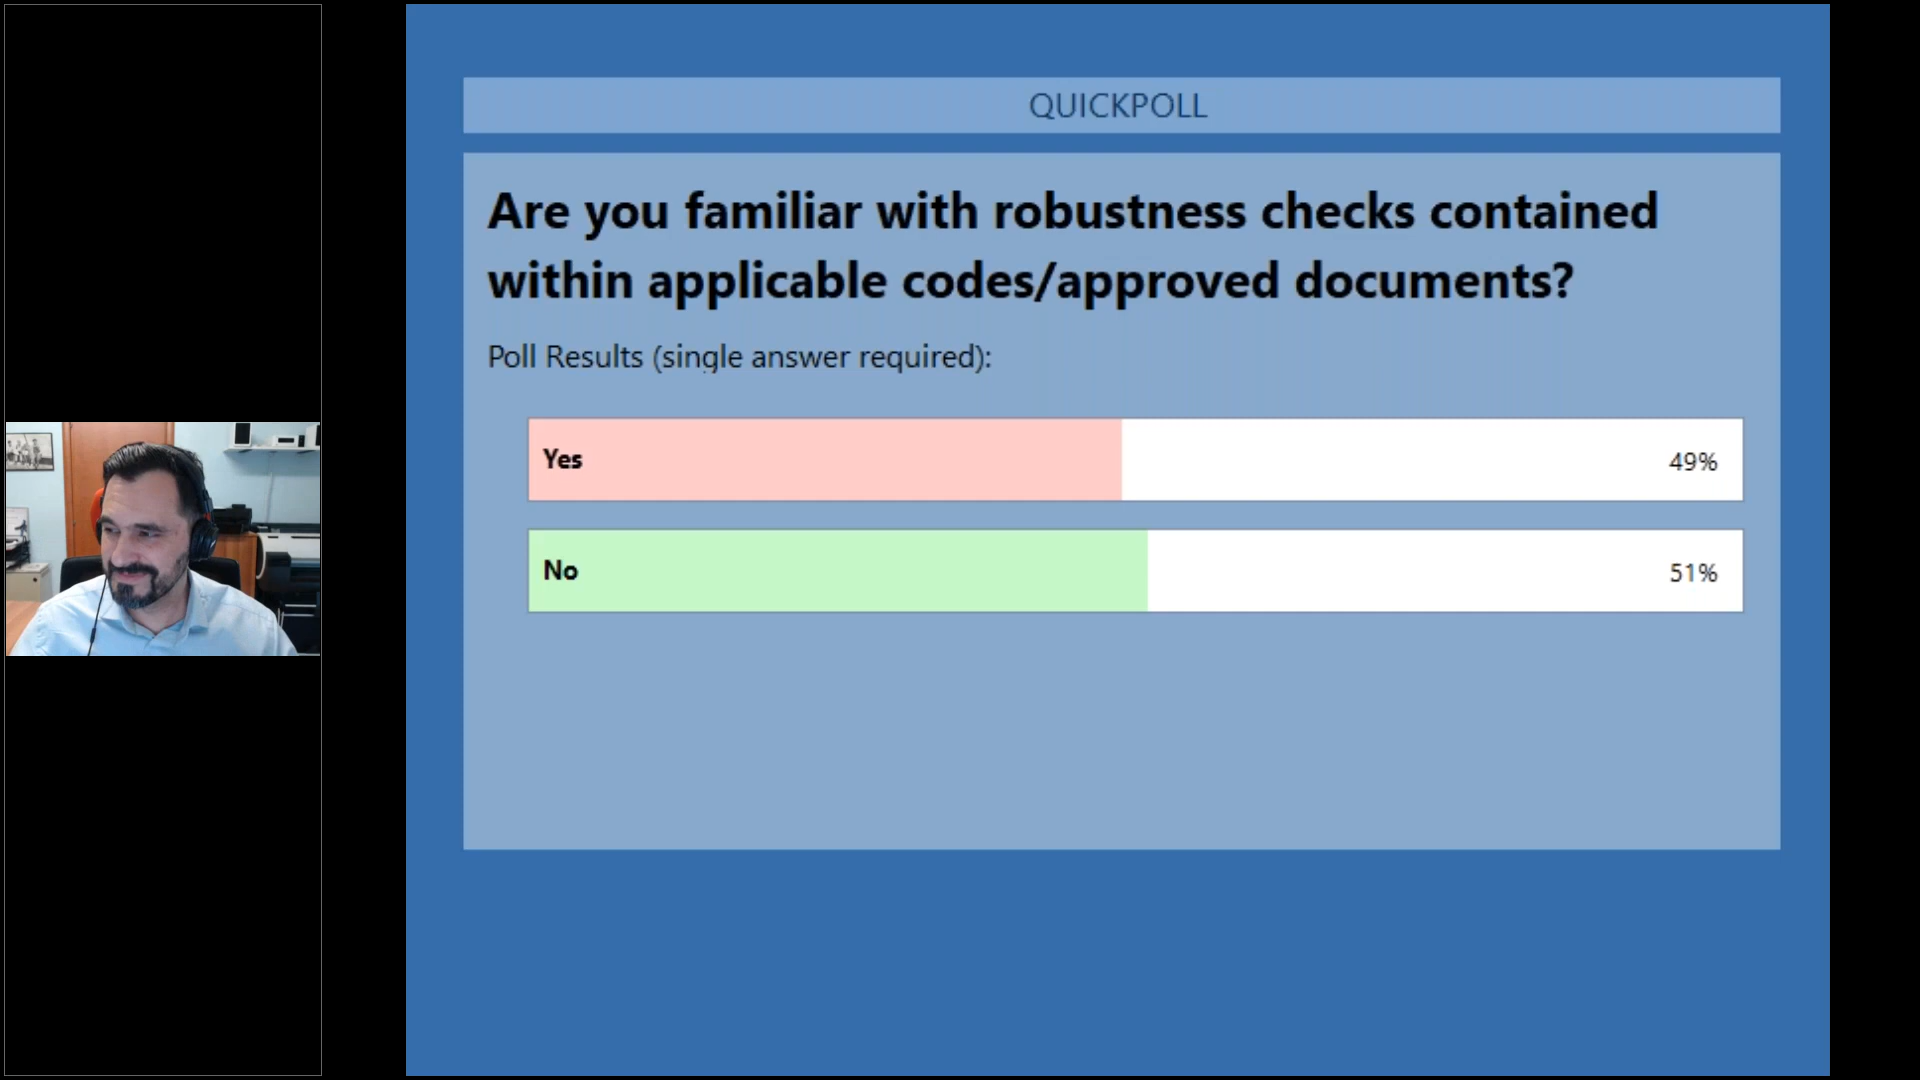 QUICKPOLL
Are you familiar with robustness checks contained
within applicable codes/approved documents?
Poll Results (single answer required):
Yes
49%
No
51%